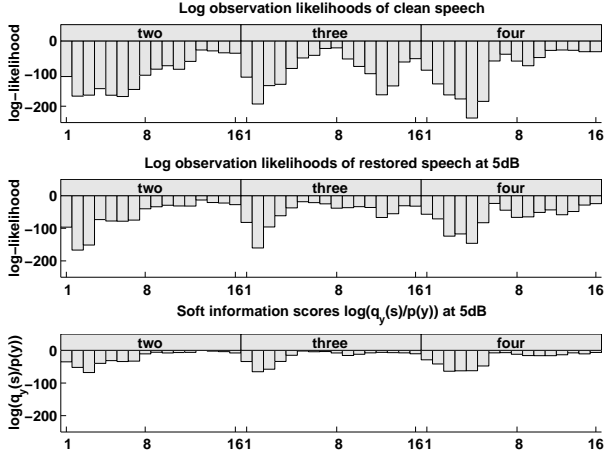 Log observation likelihoods of clean speech
two three four
0
-100
-200
log-likelihood
1 8 16 1 8 16 1 8 16
Log observation likelihoods of restored speech at 5dB
two three four
0
-100
-200
log-likelihood
1 8 16 1 8 16 1 8 16
Soft information scores log(q_y(s)/p(y)) at 5dB
two three four
0
-100
-200
log(q_y(s)/p(y))
1 8 16 1 8 16 1 8 16